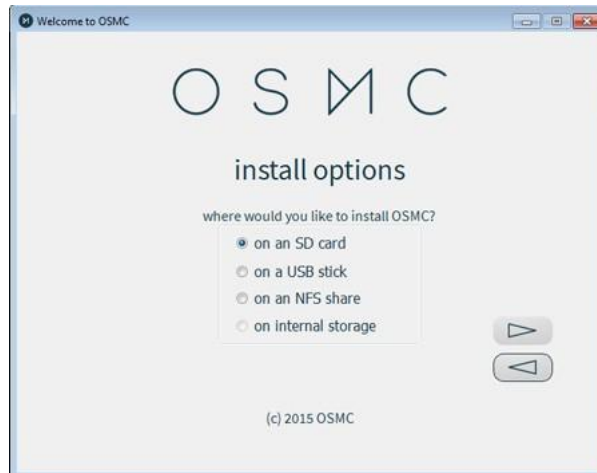 Welcome to OSMC
OSMC
install options
where would you like to install OSMC?
on an SD card
on a USB stick
on an NFS share
on internal storage
(c) 2015 OSMC